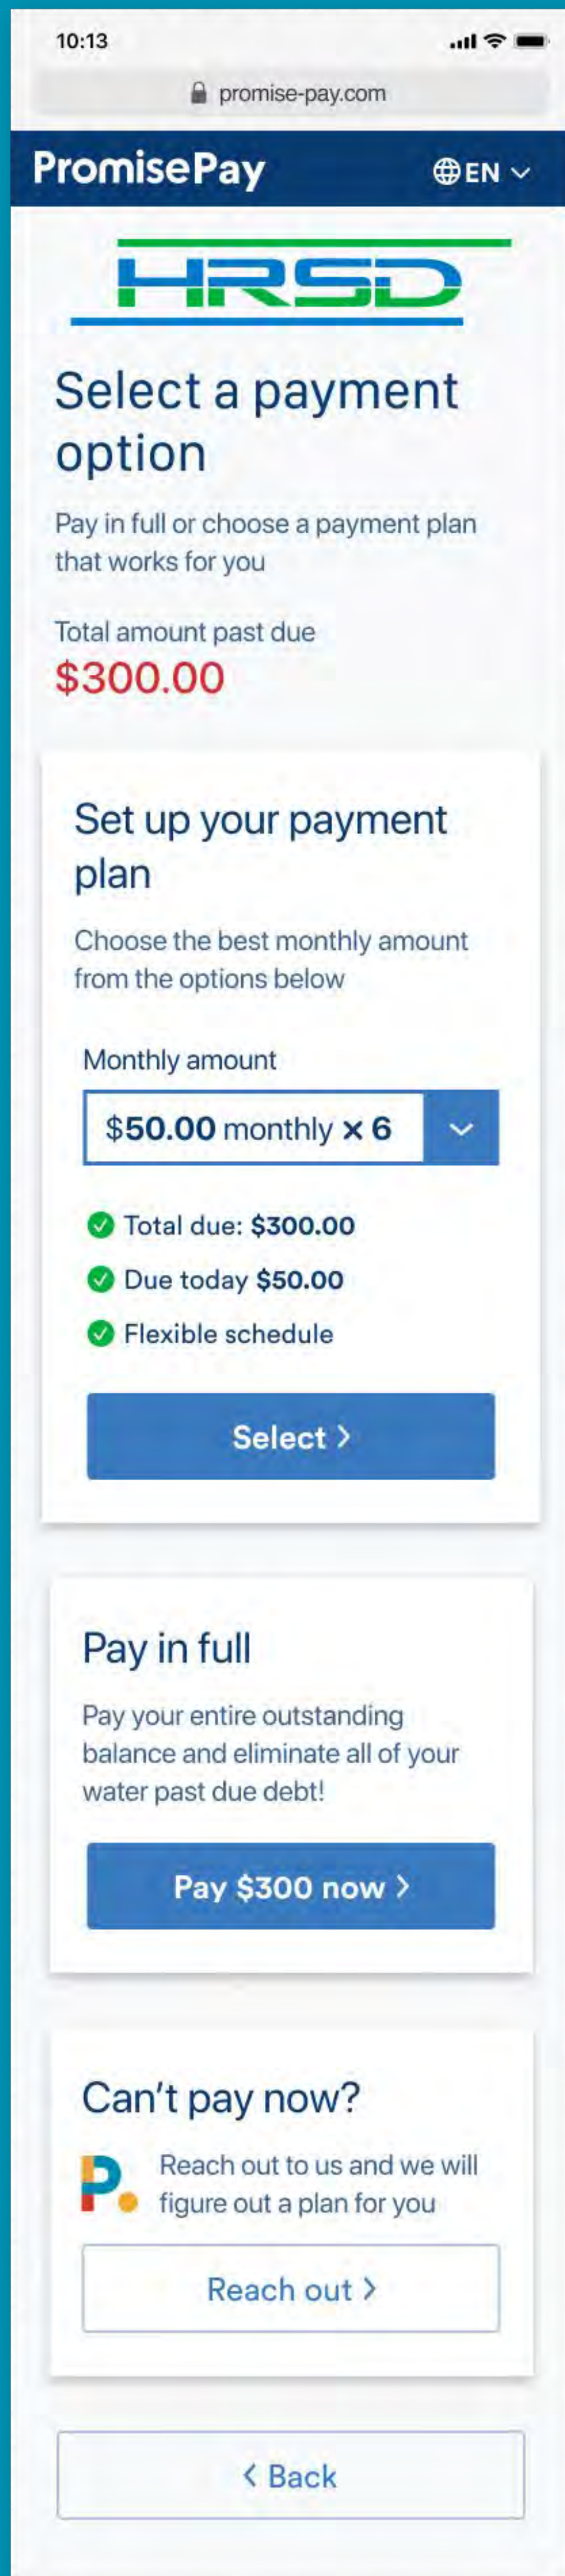 10:13
promise-pay.com
PromisePay
EN
HRSD
Select a payment
option
Pay in full or choose a payment plan
that works for you
Total amount past due
$300.00
Set up your payment
plan
Choose the best monthly amount
from the options below
Monthly amount
$50.00 monthly × 6
Total due: $300.00
Due today $50.00
Flexible schedule
Select >
Pay in full
Pay your entire outstanding
balance and eliminate all of your
water past due debt!
Pay $300 now >
Can't pay now?
P.
Reach out to us and we will
figure out a plan for you
Reach out >
< Back